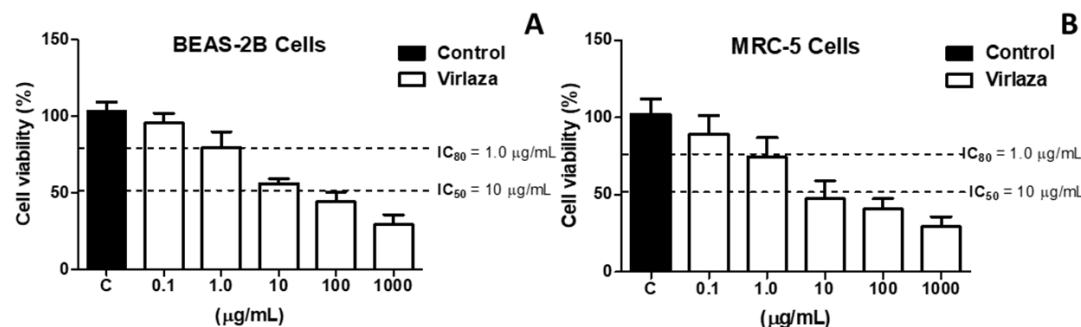 A
BEAS-2B Cells
Control
Virlaza
Cell viability (%)
150
100
50
0
IC80 = 1.0 μg/mL
IC50 = 10 μg/mL
C 0.1 1.0 10 100 1000
(μg/mL)
B
MRC-5 Cells
Control
Virlaza
Cell viability (%)
150
100
50
0
IC80 = 1.0 μg/mL
IC50 = 10 μg/mL
C 0.1 1.0 10 100 1000
(μg/mL)